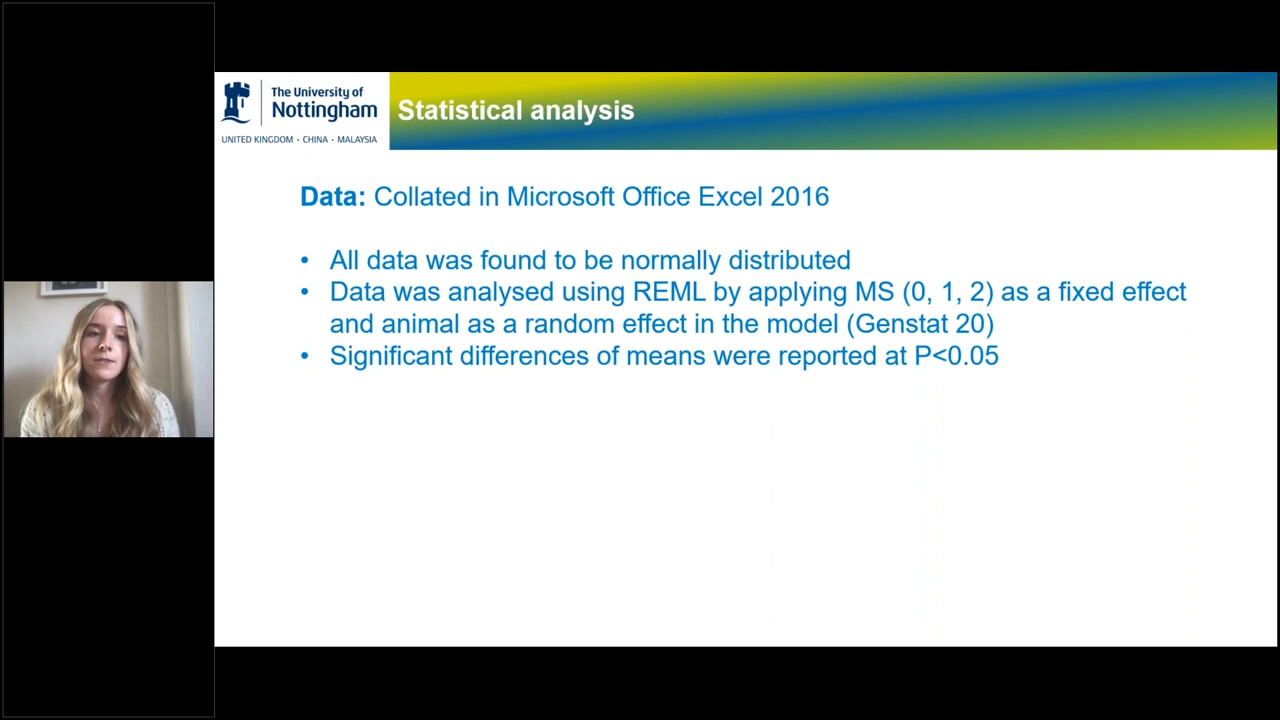 The University of
Nottingham
UNITED KINGDOM · CHINA · MALAYSIA
Statistical analysis
Data: Collated in Microsoft Office Excel 2016
• All data was found to be normally distributed
• Data was analysed using REML by applying MS (0, 1, 2) as a fixed effect
and animal as a random effect in the model (Genstat 20)
• Significant differences of means were reported at P<0.05